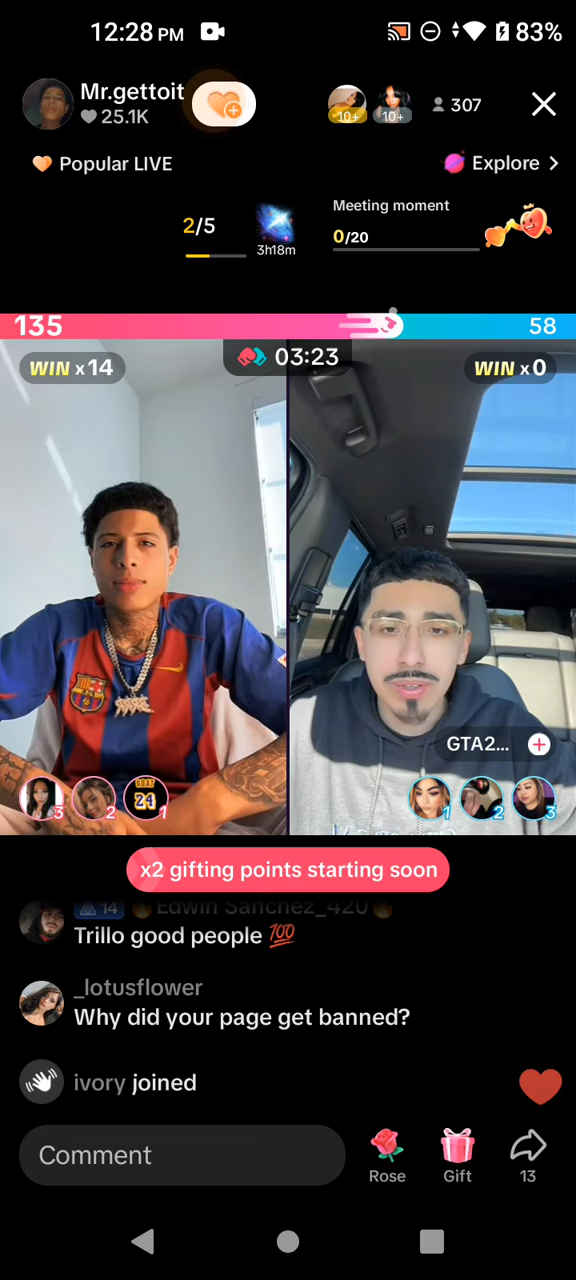 12:28 PM
83%
Mr.gettoit
25.1K
10+
10+
307
Popular LIVE
Explore
2/5
3h18m
Meeting moment
0/20
135
58
03:23
WIN x14
WIN x0
GTA2...
GOAT
24
3
2
1
1
2
3
x2 gifting points starting soon
14
Edwin Sanchez_420
Trillo good people 💯
_lotusflower
Why did your page get banned?
ivory joined
Comment
Rose
Gift
13